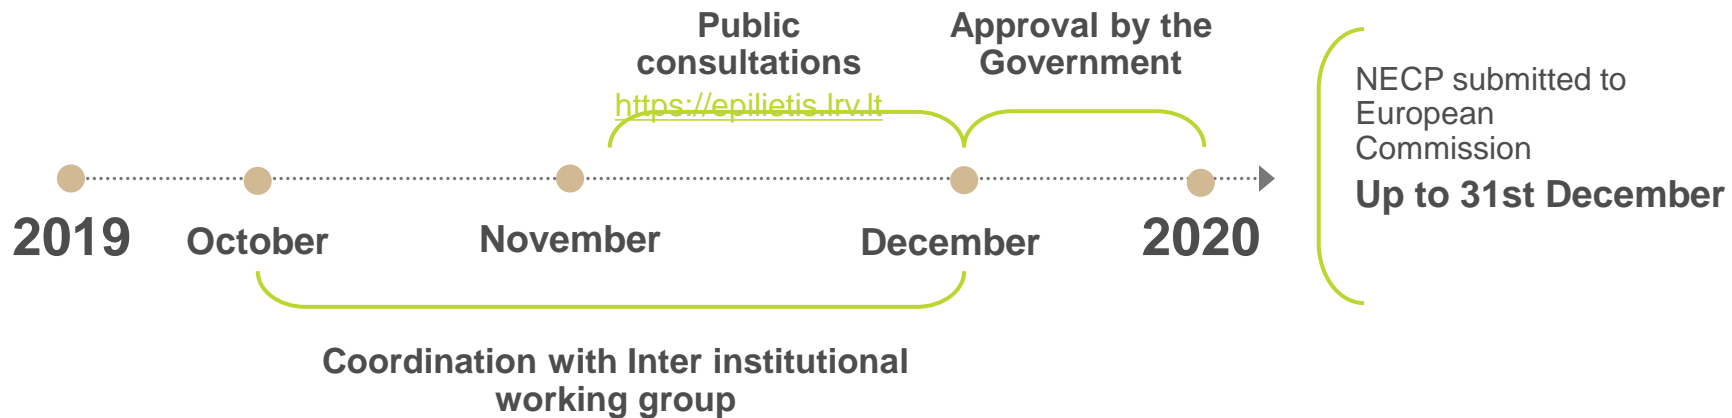 Public
consultations
https://epilietis.lrv.lt
Approval by the
Government
NECP submitted to
European
Commission
Up to 31st December
2019
October
November
December
2020
Coordination with Inter institutional
working group